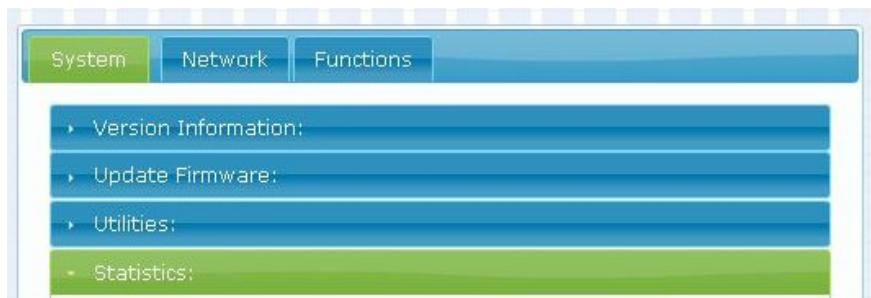 System Network Functions
Version Information:
Update Firmware:
Utilities:
Statistics: